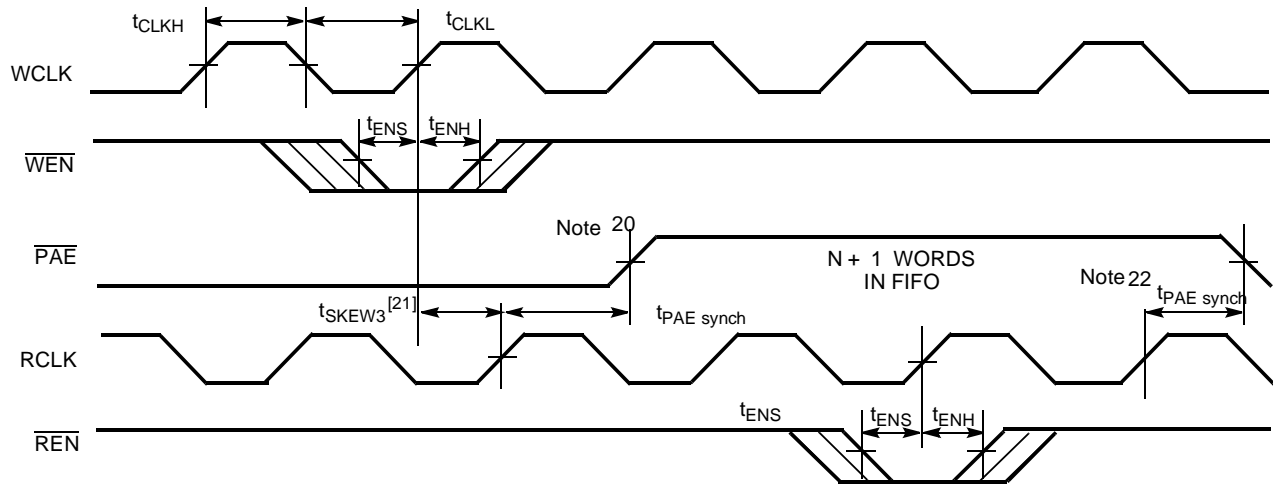 tCLKH
tCLKL
WCLK
tENS
tENH
WEN
Note 20
PAE
N + 1 WORDS
IN FIFO
Note 22
tSKEW3 [21]
tPAE synch
tPAE synch
RCLK
tENS
tENS
tENH
REN